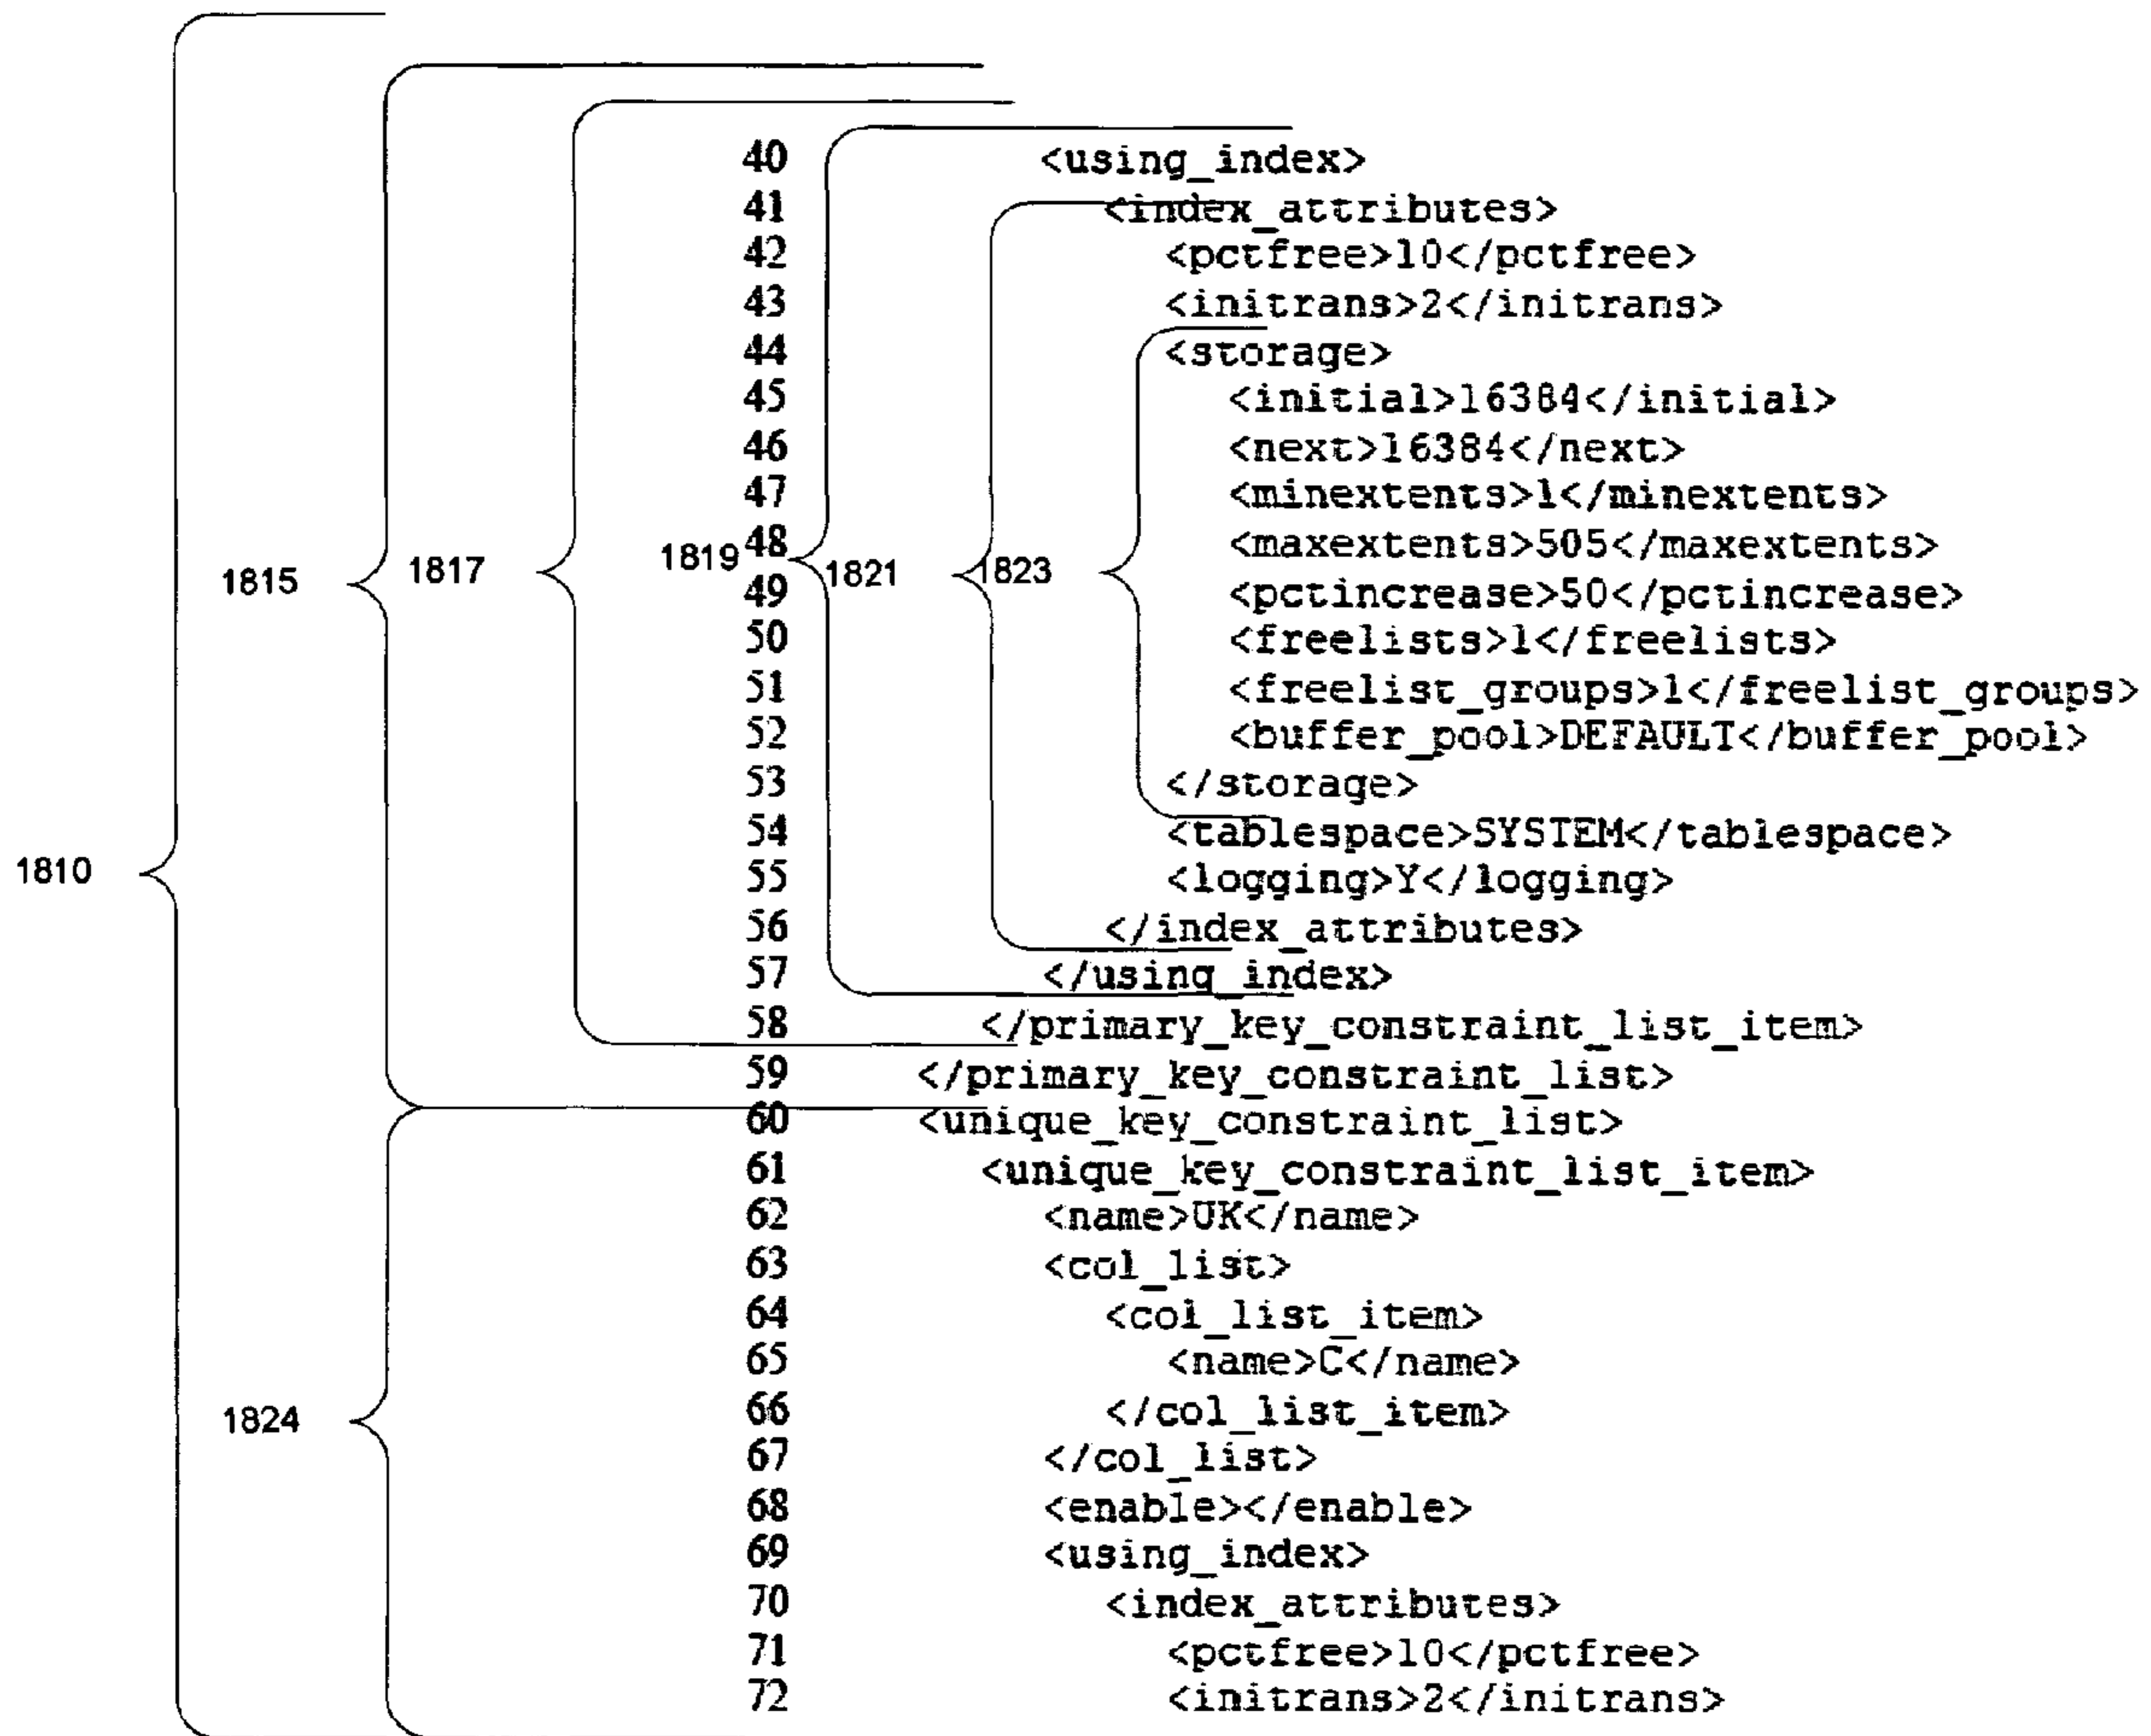 40 <using_index>
41 <index_attributes>
42 <pctfree>10</pctfree>
43 <initrans>2</initrans>
44 <storage>
45 <initial>16384</initial>
46 <next>16384</next>
47 <minextents>1</minextents>
1819 48 <maxextents>505</maxextents>
1815 1817 49 1821 1823 <pctincrease>50</pctincrease>
50 <freelists>1</freelists>
51 <freelist_groups>1</freelist_groups>
52 <buffer_pool>DEFAULT</buffer_pool>
53 </storage>
54 <tablespace>SYSTEM</tablespace>
1810 55 <logging>Y</logging>
56 </index_attributes>
57 </using_index>
58 </primary_key_constraint_list_item>
59 </primary_key_constraint_list>
60 <unique_key_constraint_list>
61 <unique_key_constraint_list_item>
62 <name>UK</name>
63 <col_list>
64 <col_list_item>
65 <name>C</name>
1824 66 </col_list_item>
67 </col_list>
68 <enable></enable>
69 <using_index>
70 <index_attributes>
71 <pctfree>10</pctfree>
72 <initrans>2</initrans>